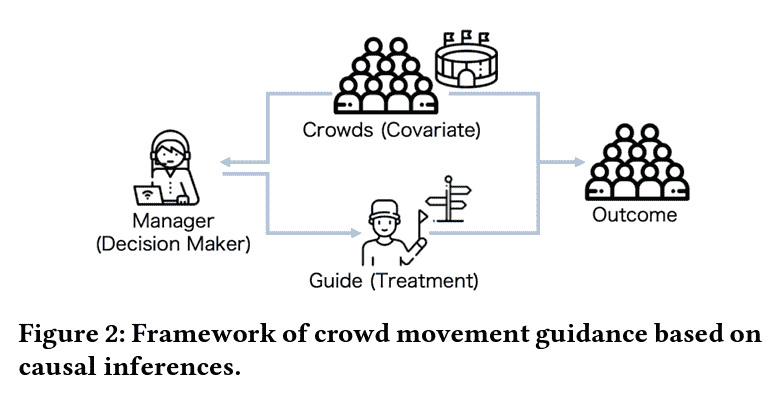 Crowds (Covariate)
Manager
(Decision Maker)
Outcome
Guide (Treatment)
Figure 2: Framework of crowd movement guidance based on
causal inferences.